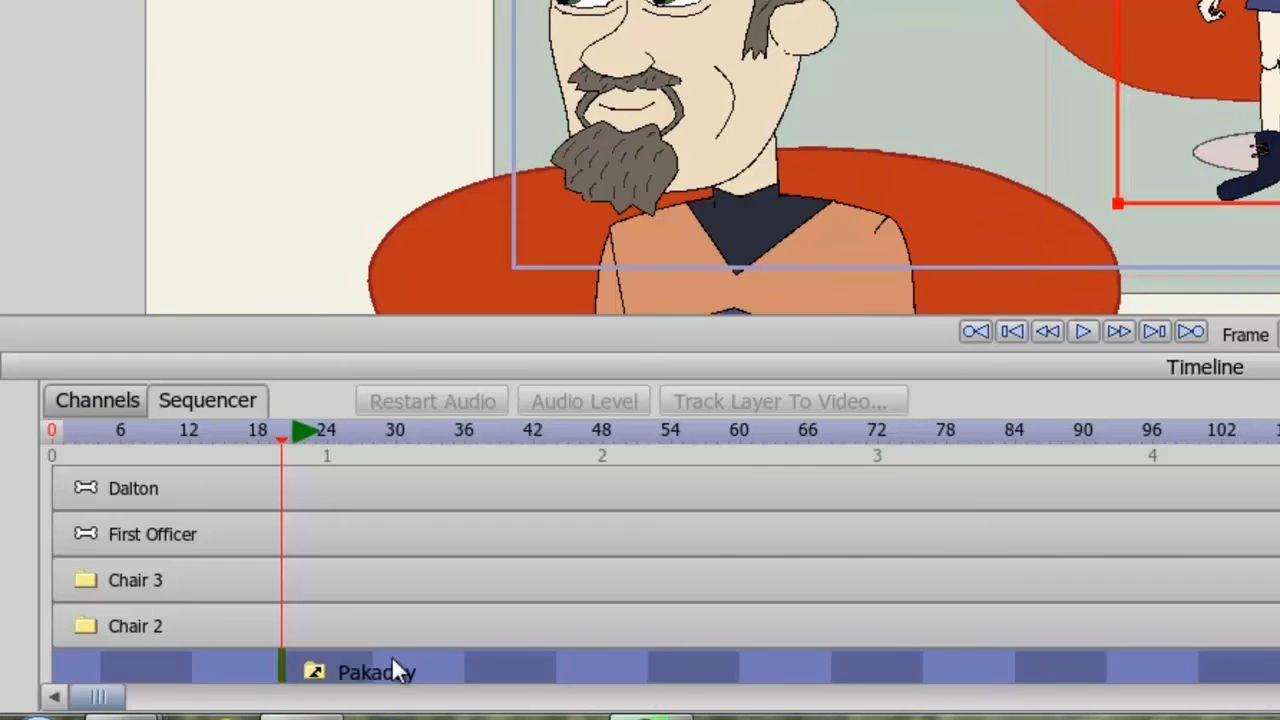 Frame
Timeline
Channels Sequencer Restart Audio Audio Level Track Layer To Video...
0 6 12 18 24 30 36 42 48 54 60 66 72 78 84 90 96 102
0 1 2 3 4
Dalton
First Officer
Chair 3
Chair 2